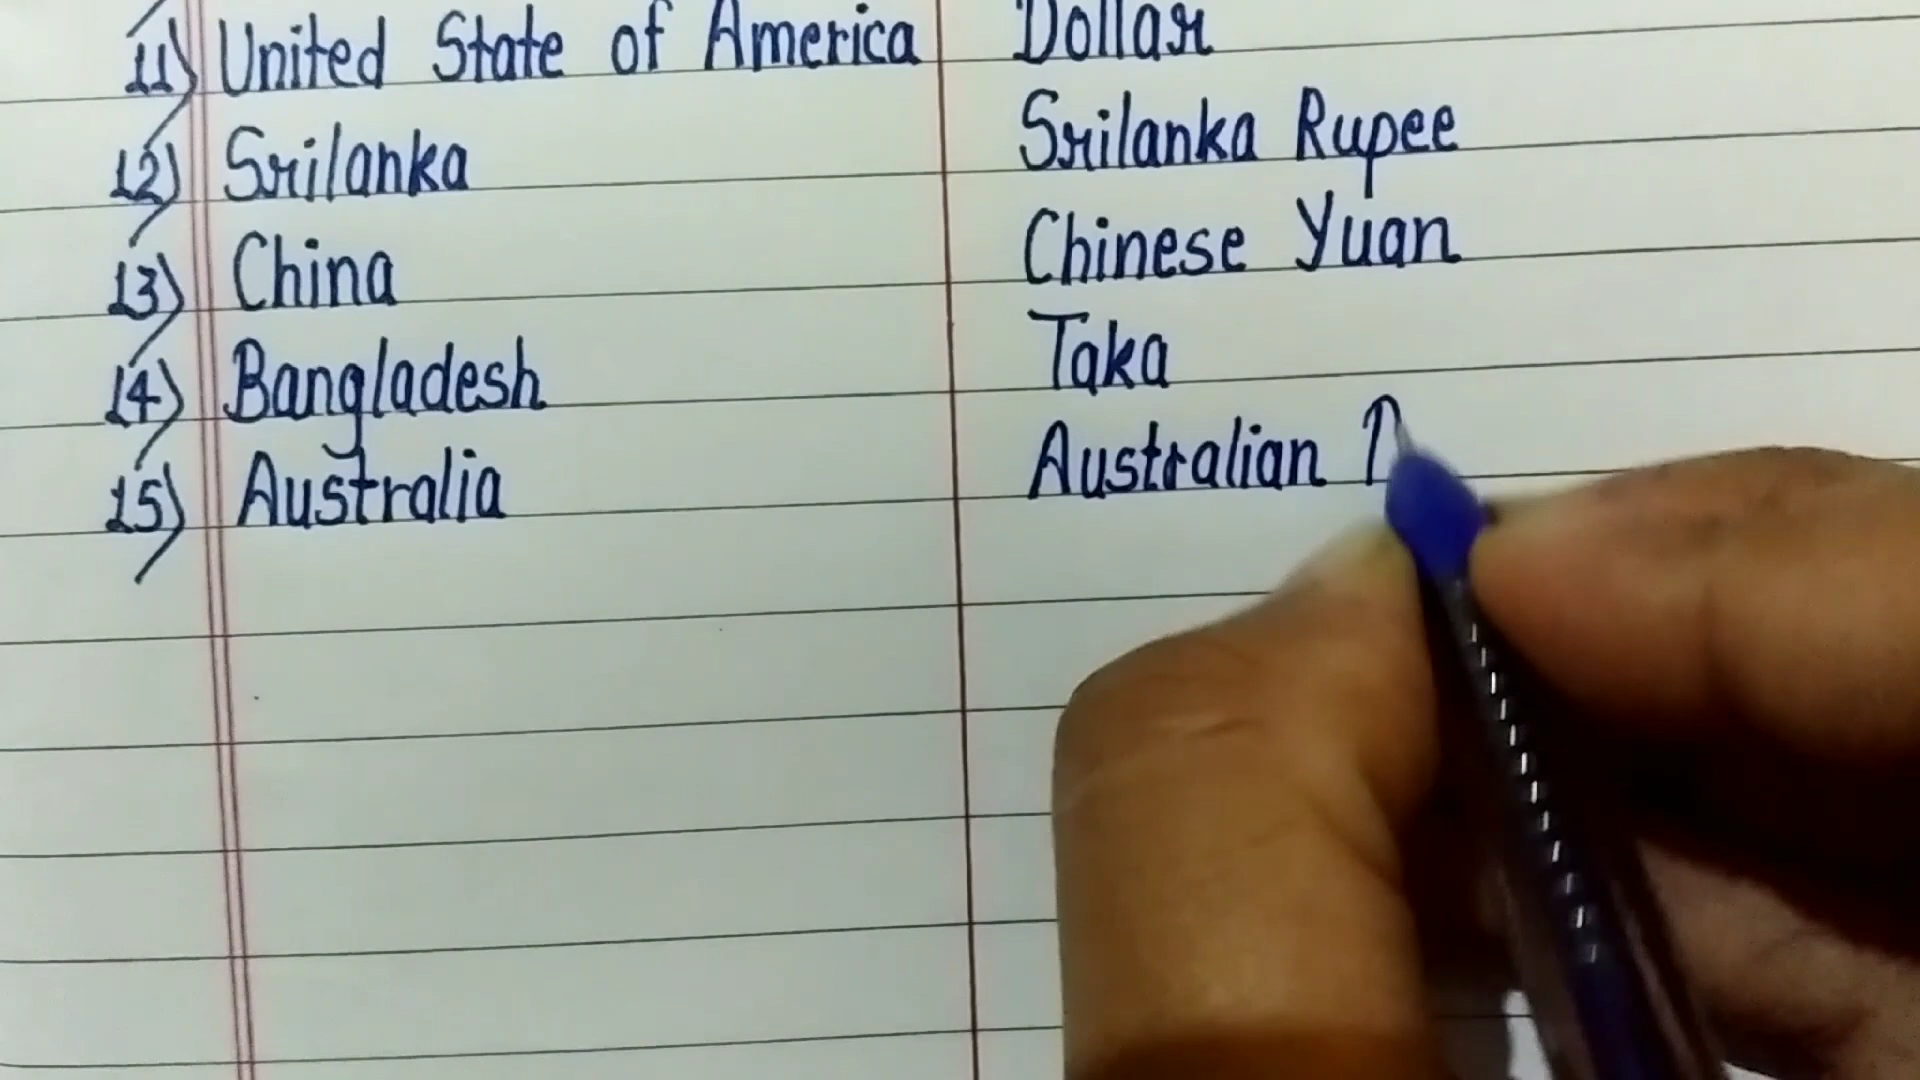 11) United State of America Dollar
12) Srilanka Srilanka Rupee
13) China Chinese Yuan
14) Bangladesh Taka
15) Australia Australian